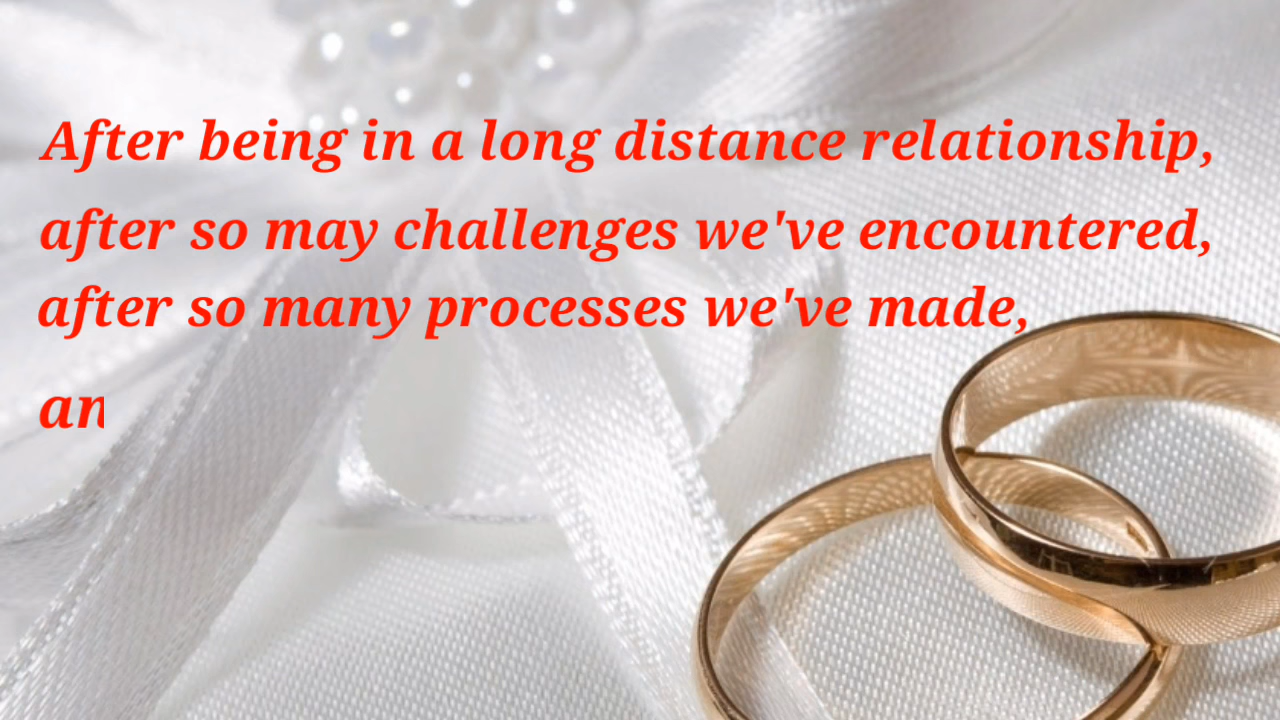 After being in a long distance relationship,
after so may challenges we've encountered,
after so many processes we've made,
an